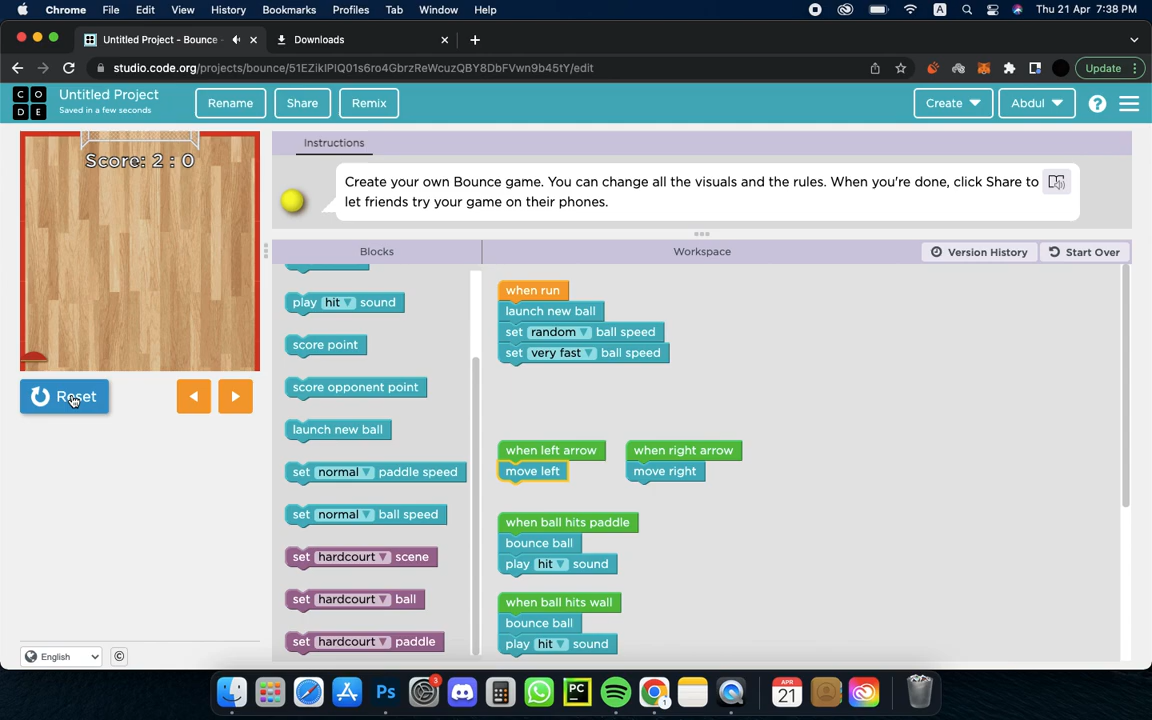 Chrome File Edit View History Bookmarks Profiles Tab Window Help A Thu 21 Apr 7:38 PM
Untitled Project - Bounce Downloads
studio.code.org/projects/bounce/51EZikIPIQ01s6ro4GbrzReWcuzQBY8DbFVwn9b45tY/edit Update
C O D E
Untitled Project
Saved in a few seconds
Rename Share Remix Create Abdul ?
Score: 2 : 0
Instructions
Create your own Bounce game. You can change all the visuals and the rules. When you're done, click Share to
let friends try your game on their phones.
Blocks Workspace Version History Start Over
Reset
play hit sound
score point
score opponent point
launch new ball
set normal paddle speed
set normal ball speed
set hardcourt scene
set hardcourt ball
set hardcourt paddle
when run
launch new ball
set random ball speed
set very fast ball speed
when left arrow
move left
when right arrow
move right
when ball hits paddle
bounce ball
play hit sound
when ball hits wall
bounce ball
play hit sound
English ©
Ps 3 PC 1 APR 21